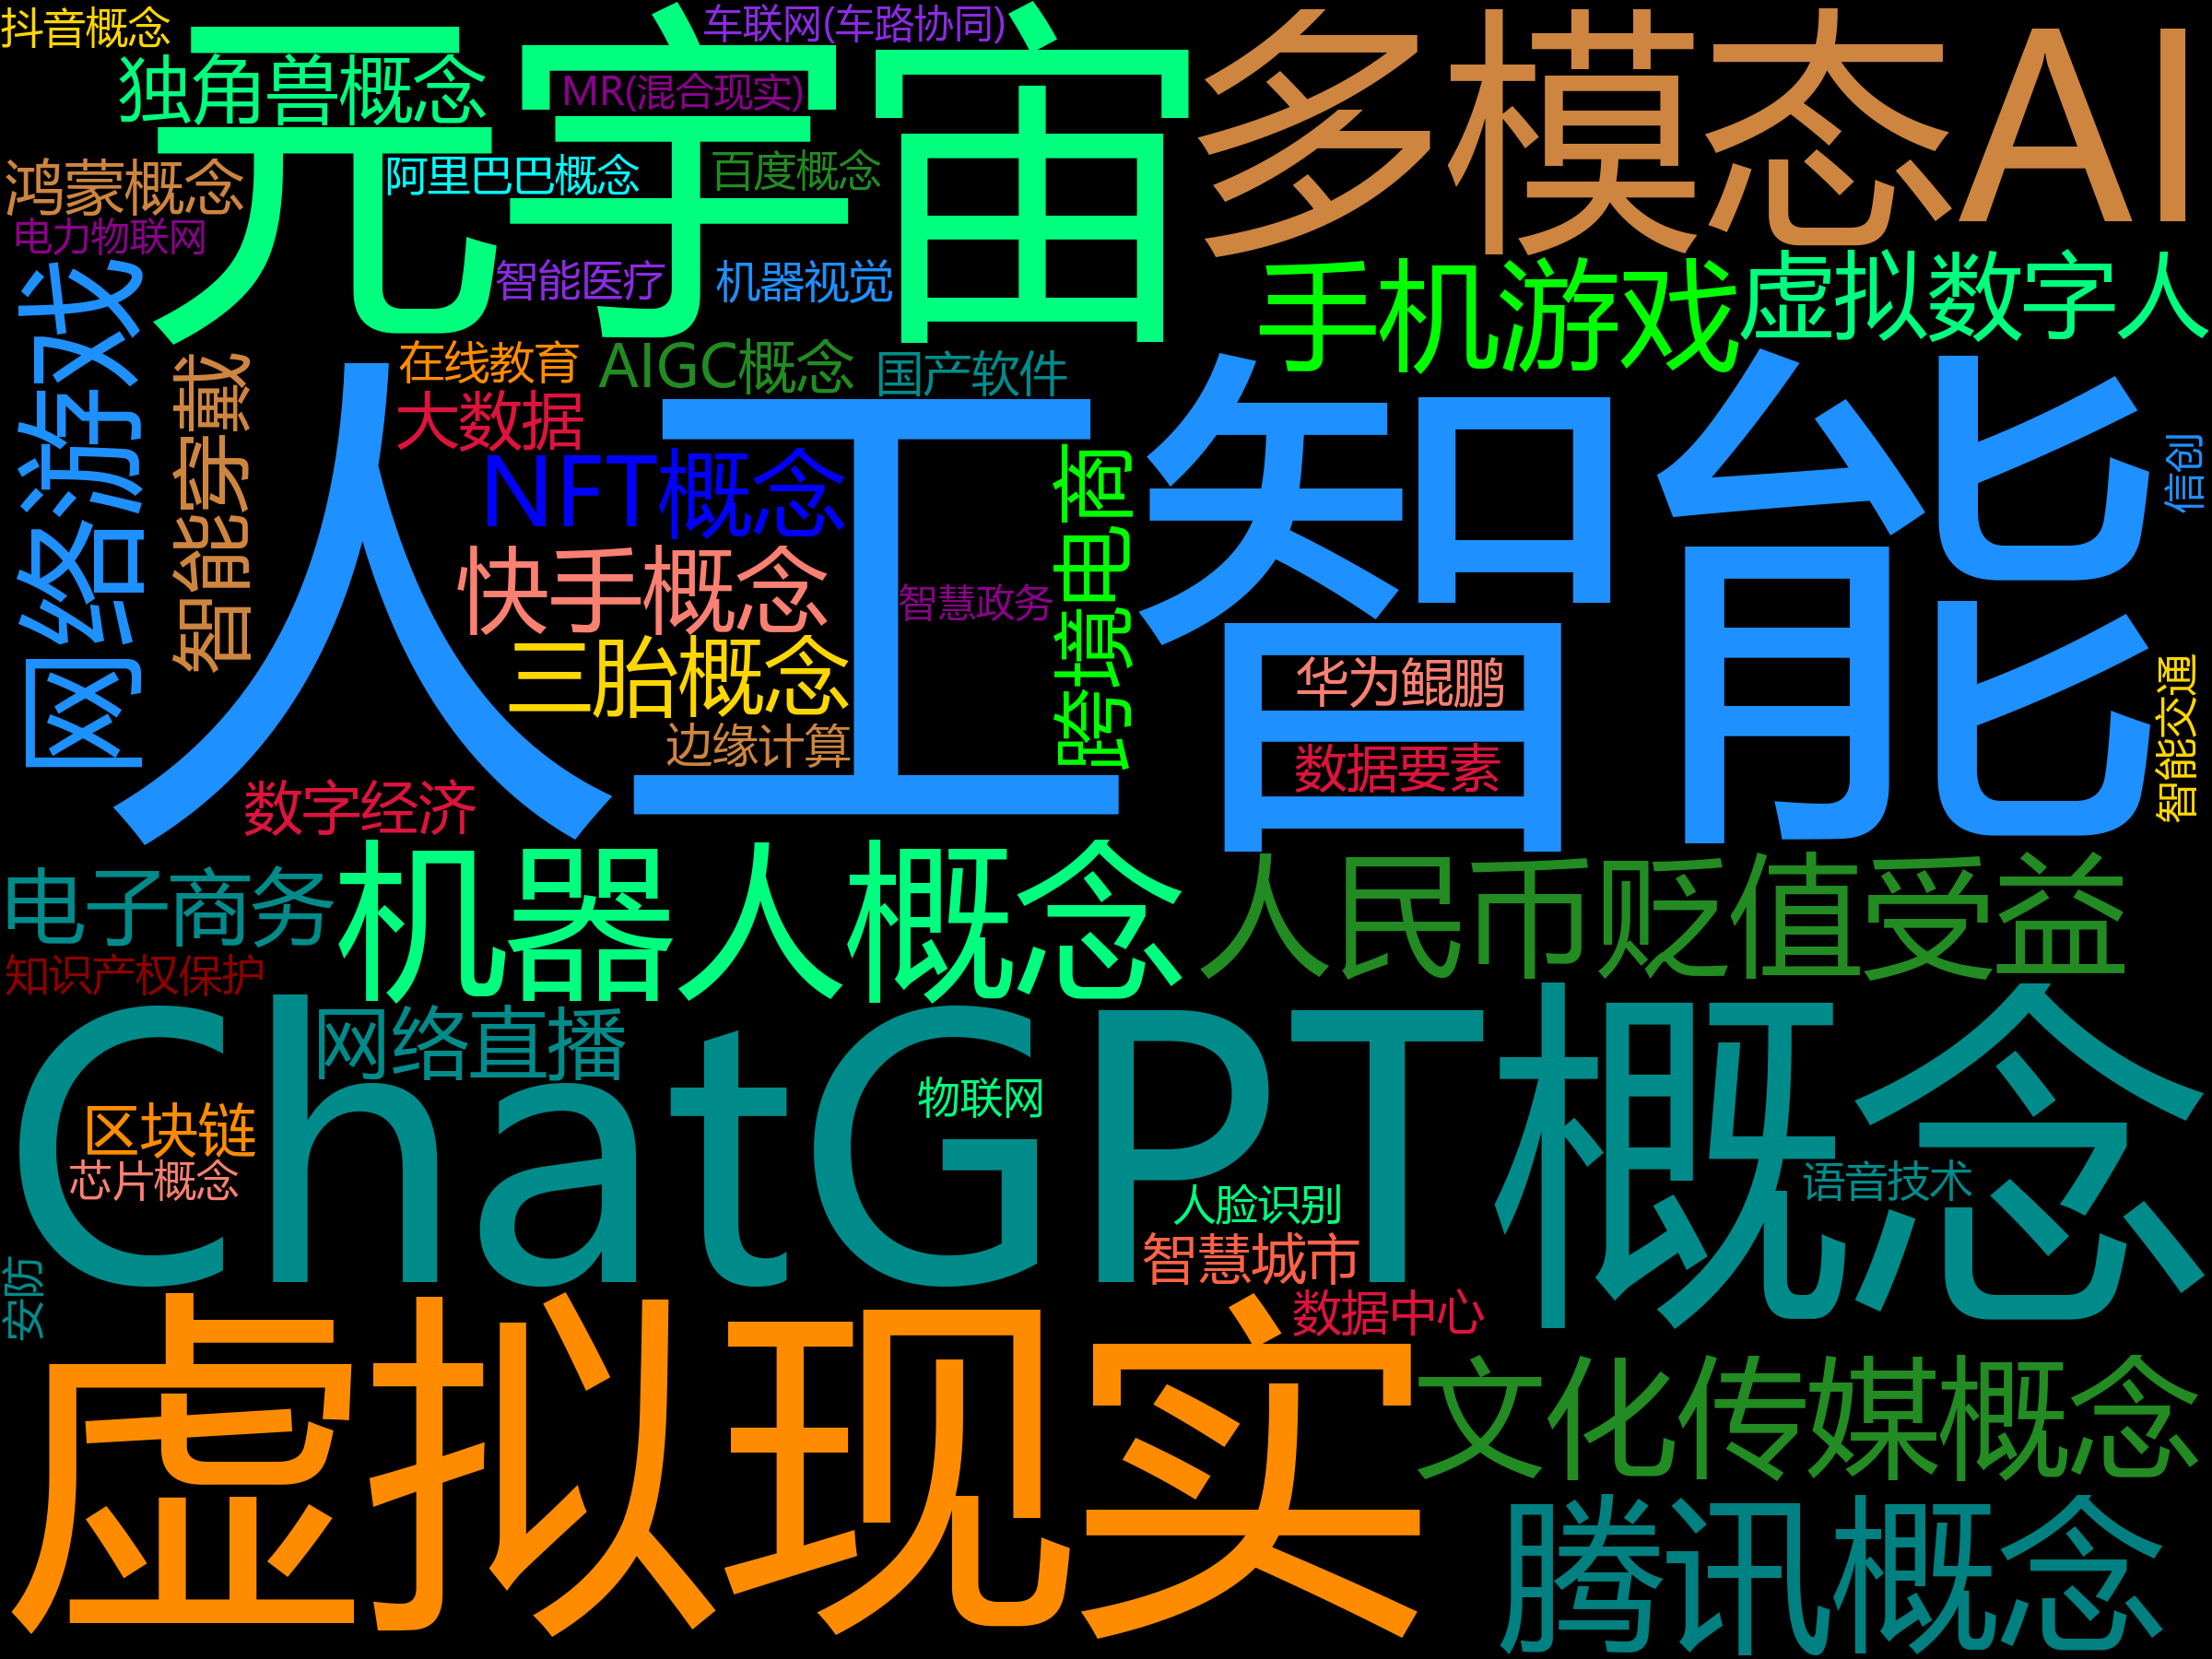 抖音概念
车联网(车路协同)
元宇宙
多模态AI
独角兽概念
MR(混合现实)
鸿蒙概念
阿里巴巴概念
百度概念
电力物联网
智能医疗
机器视觉
手机游戏
虚拟数字人
网络游戏
智能穿戴
在线教育
AIGC概念
国产软件
大数据
人工智能
NFT概念
跨境电商
信创
快手概念
智慧政务
三胎概念
华为鲲鹏
智能交通
边缘计算
数据要素
数字经济
电子商务
机器人概念
人民币贬值受益
知识产权保护
ChatGPT概念
网络直播
物联网
区块链
芯片概念
语音技术
人脸识别
智慧城市
安防
数据中心
虚拟现实
文化传媒概念
腾讯概念